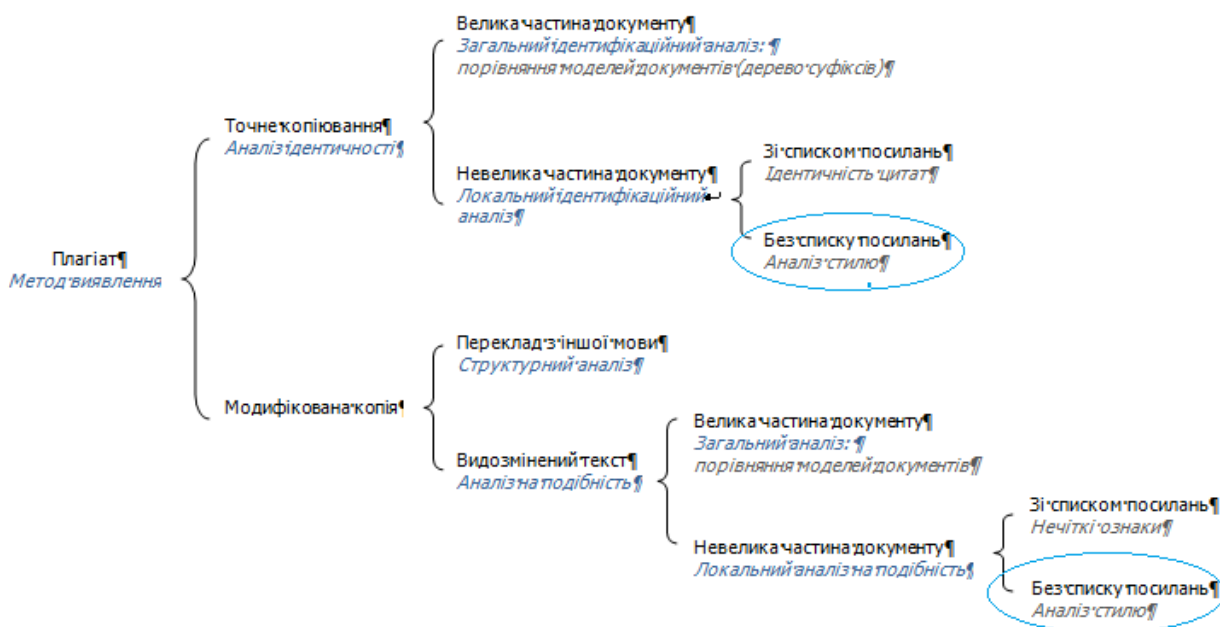 Велика частина документу¶
Загальний ідентифікаційний аналіз: ¶
порівняння моделей документів (дерево суфіксів)¶
Точне копіювання¶
Аналіз ідентичності¶
Невелика частина документу¶
Локальний ідентифікаційний
аналіз¶
Зі списком посилань¶
Ідентичність цитат¶
Без списку посилань¶
Аналіз стилю¶
Плагіат¶
Метод виявлення
Модифікована копія¶
Переклад з іншої мови¶
Структурний аналіз¶
Видозмінений текст¶
Аналіз на подібність¶
Велика частина документу¶
Загальний аналіз: ¶
порівняння моделей документів¶
Невелика частина документу¶
Локальний аналіз на подібність¶
Зі списком посилань¶
Нечіткі ознаки¶
Без списку посилань¶
Аналіз стилю¶